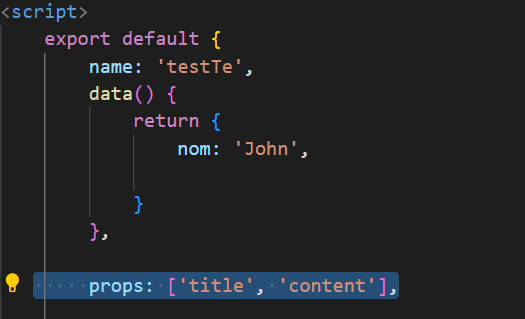 <script>
export default {
name: 'testTe',
data() {
return {
nom: 'John',
}
},
props: ['title', 'content'],